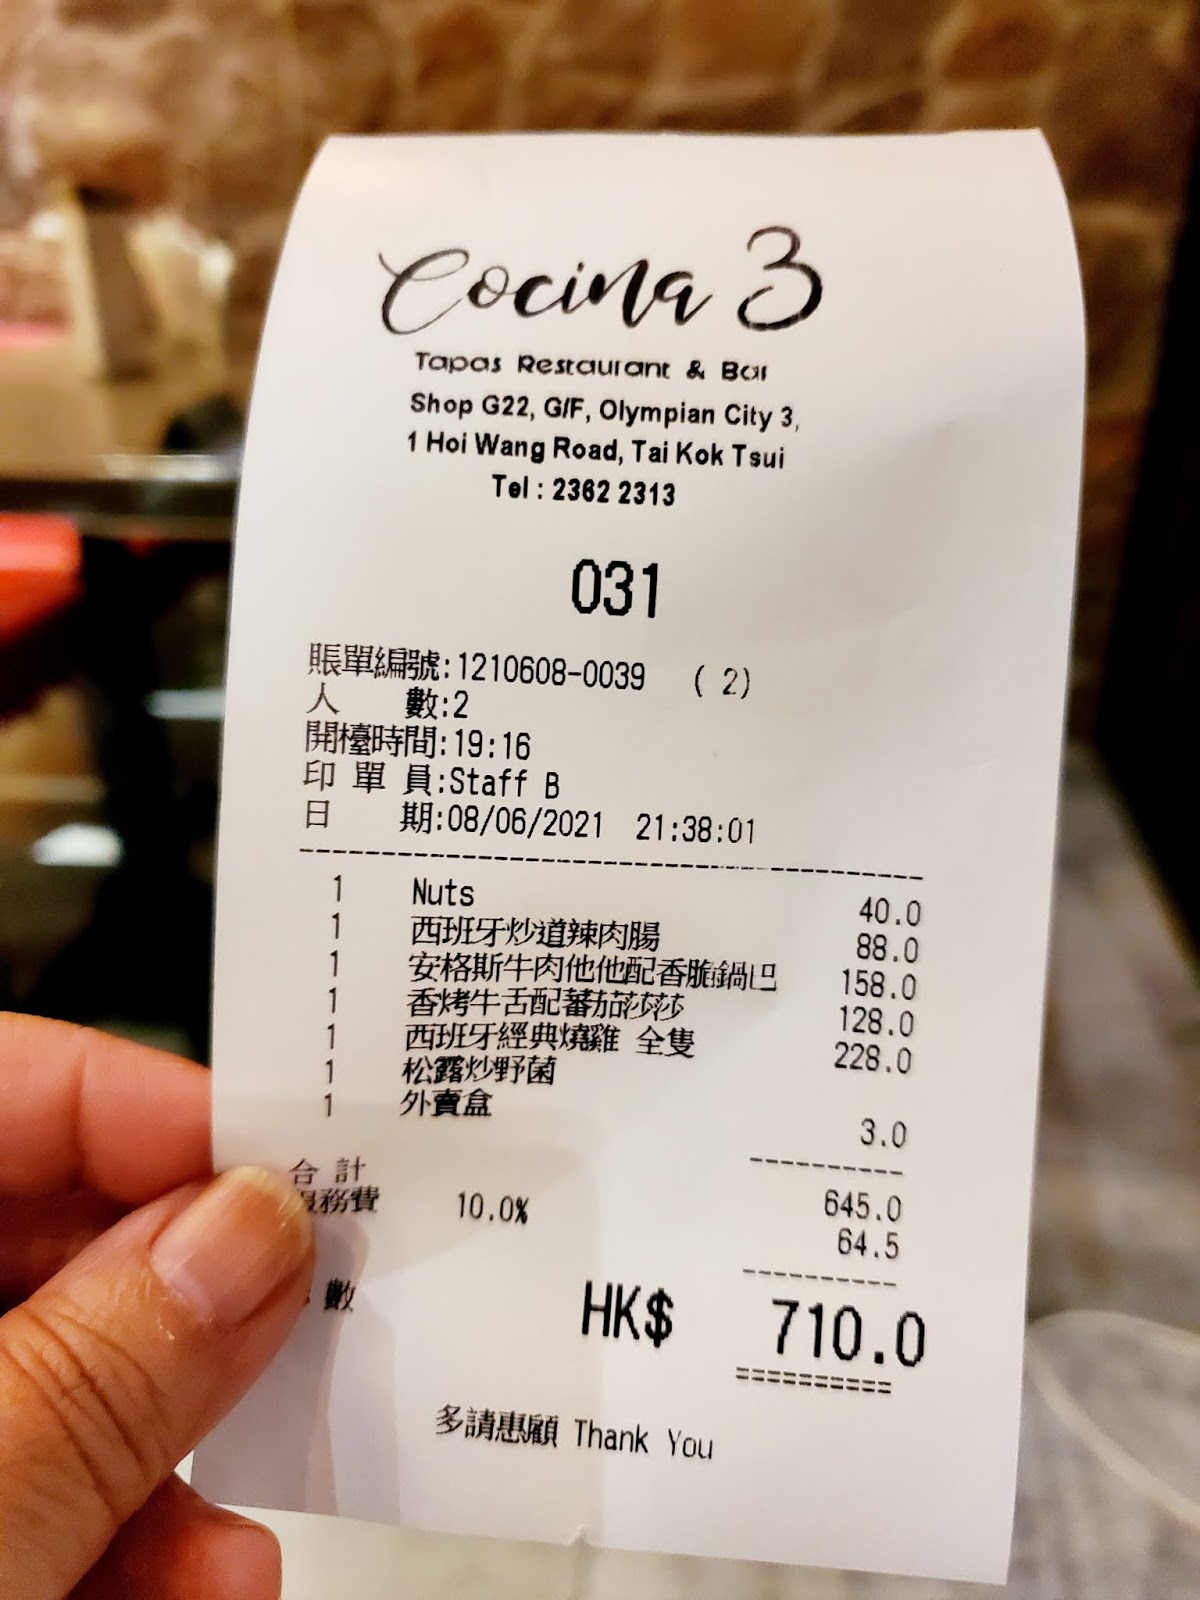 Cocina 3
Tapas Restaurant & Bar
Shop G22, G/F, Olympian City 3,
1 Hoi Wang Road, Tai Kok Tsui
Tel : 2362 2313
031
賬單編號:1210608-0039 ( 2)
人 數:2
開檯時間:19:16
印 單 員:Staff B
日 期:08/06/2021 21:38:01
1 Nuts 40.0
1 西班牙炒道辣肉腸 88.0
1 安格斯牛肉他他配香脆鍋巴 158.0
1 香烤牛舌配蕃茄莎莎 128.0
1 西班牙經典燒雞 全隻 228.0
1 松露炒野菌
1 外賣盒 3.0
合 計 645.0
服務費 10.0% 64.5
數 HK$ 710.0
多請惠顧 Thank You